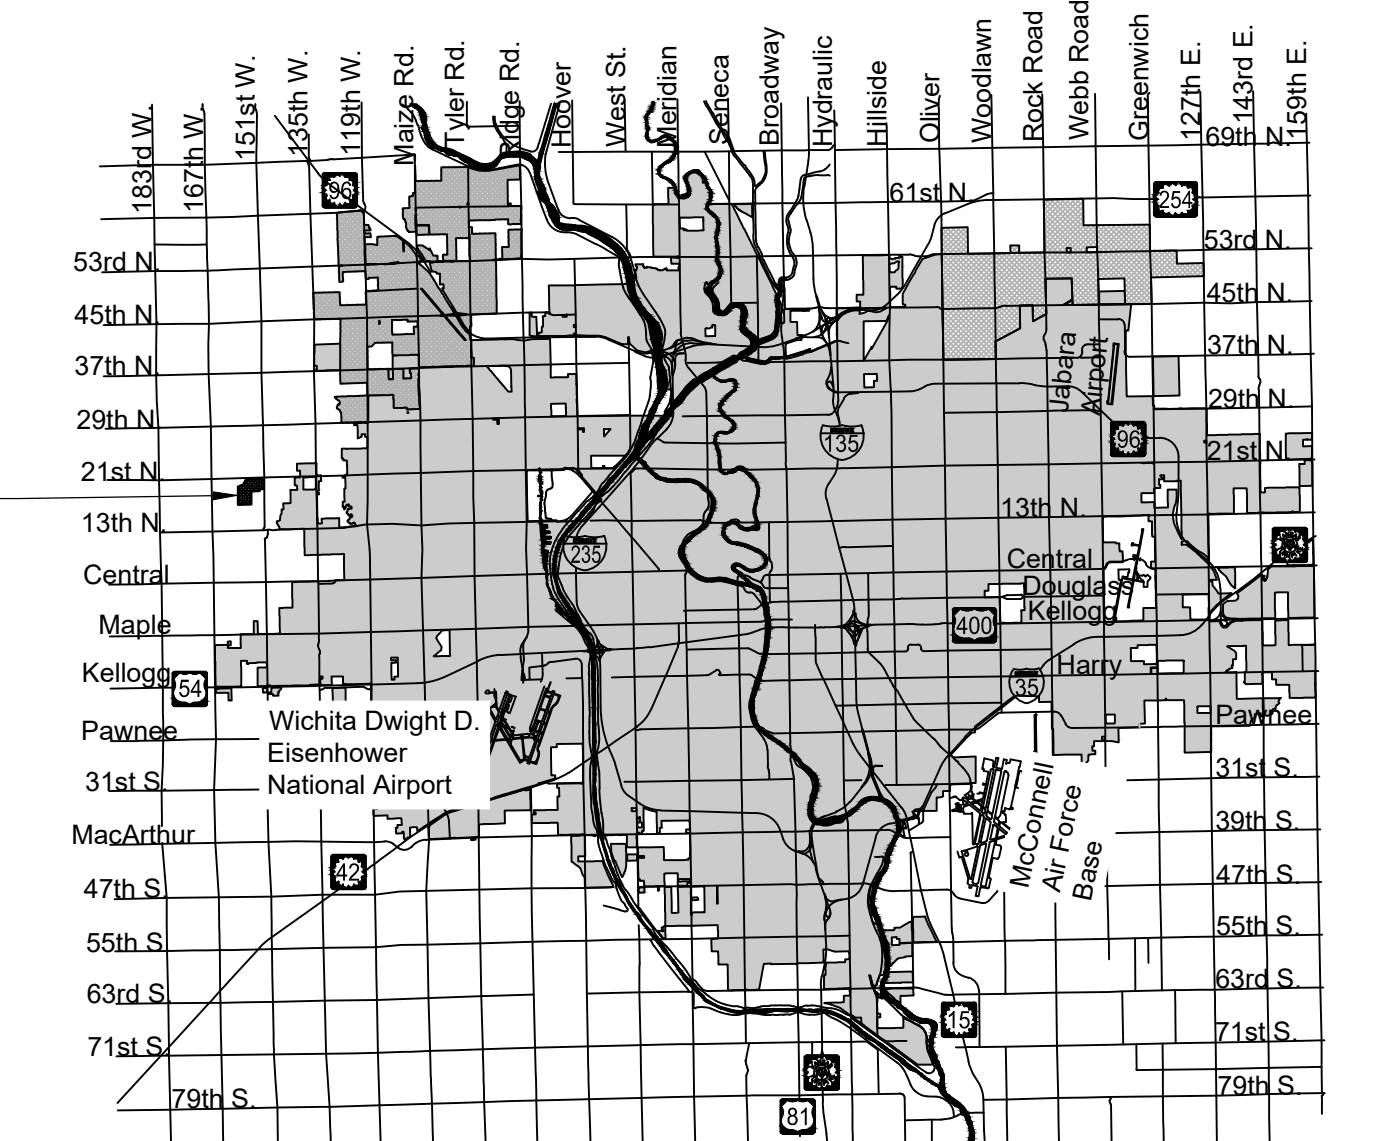 183rd W.
167th W.
151st W.
135th W.
119th W.
Maize Rd.
Tyler Rd.
Ridge Rd.
Hoover
West St.
Meridian
Seneca
Broadway
Hydraulic
Hillside
Oliver
Woodlawn
Rock Road
Webb Road
Greenwich
127th E.
143rd E.
159th E.
69th N.
96
61st N.
254
53rd N.
53rd N.
45th N.
45th N.
37th N.
37th N.
Jabara
Airport
29th N.
29th N.
135
96
21st N.
21st N.
13th N.
13th N.
235
Central
Central
Douglass
Kellogg
Maple
400
Kellogg
54
Harry
35
Wichita Dwight D.
Eisenhower
National Airport
Pawnee
Pawnee
31st S.
31st S.
McConnell
Air Force
Base
MacArthur
39th S.
42
47th S.
47th S.
55th S.
55th S.
63rd S.
63rd S.
15
71st S.
71st S.
79th S.
79th S.
81